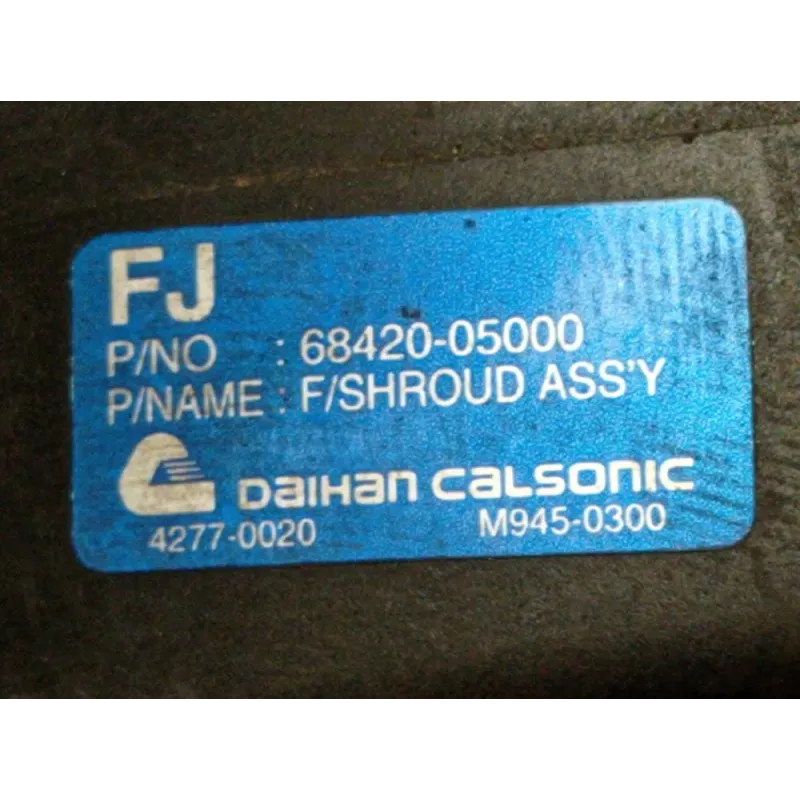 FJ
P/NO : 68420-05000
P/NAME : F/SHROUD ASS'Y
DAIHAN CALSONIC
4277-0020 M945-0300